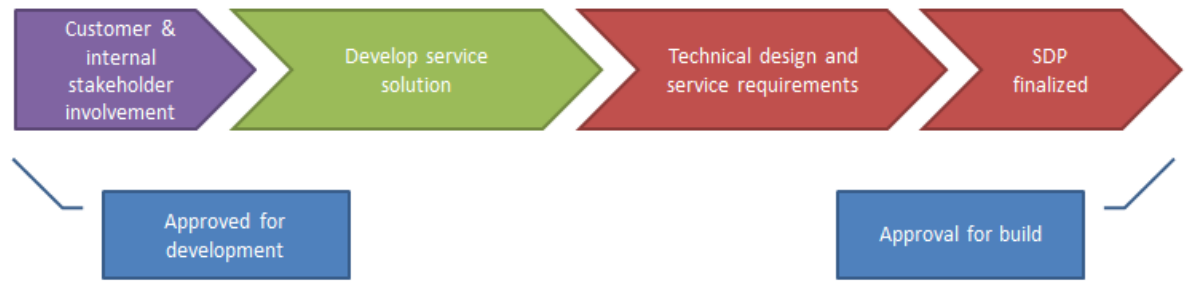 Customer &
internal
stakeholder
involvement
Develop service
solution
Technical design and
service requirements
SDP
finalized
Approved for
development
Approval for build